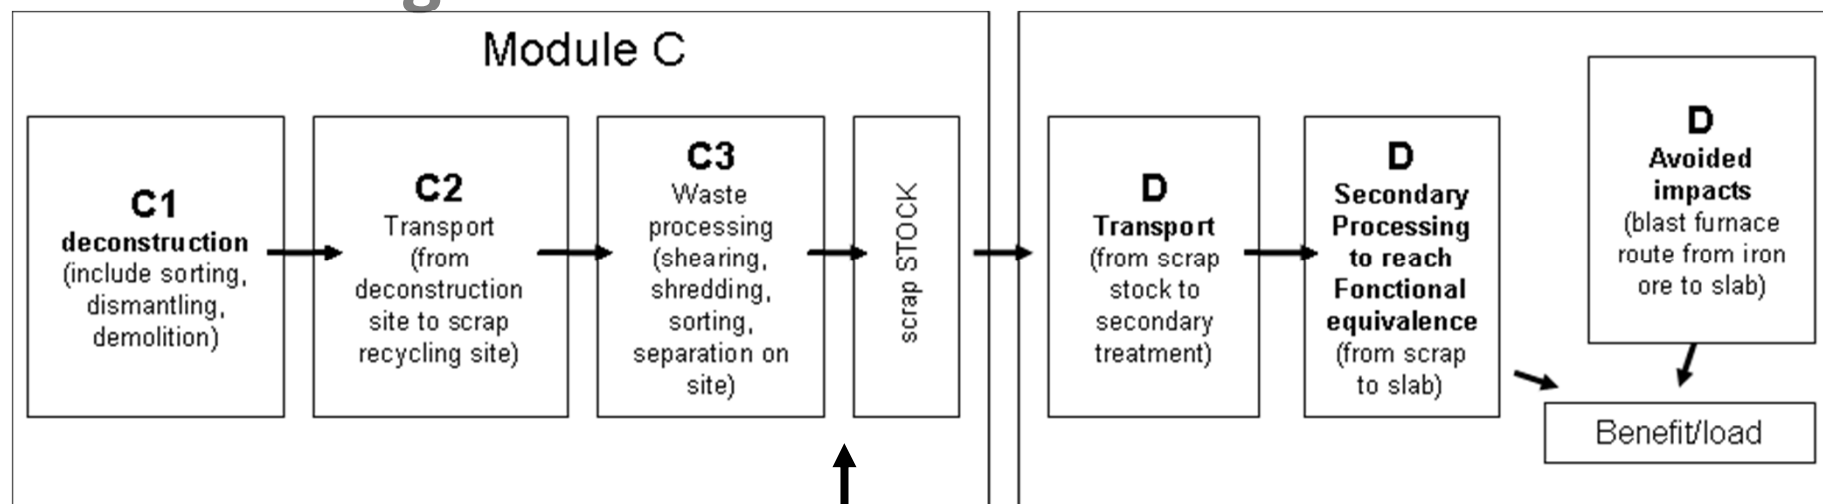 Module C
C1
deconstruction
(include sorting,
dismantling,
demolition)
C2
Transport
(from
deconstruction
site to scrap
recycling site)
C3
Waste
processing
(shearing,
shredding,
sorting,
separation on
site)
scrap STOCK
D
Transport
(from scrap
stock to
secondary
treatment)
D
Secondary
Processing
to reach
Fonctional
equivalence
(from scrap
to slab)
D
Avoided
impacts
(blast furnace
route from iron
ore to slab)
Benefit/load